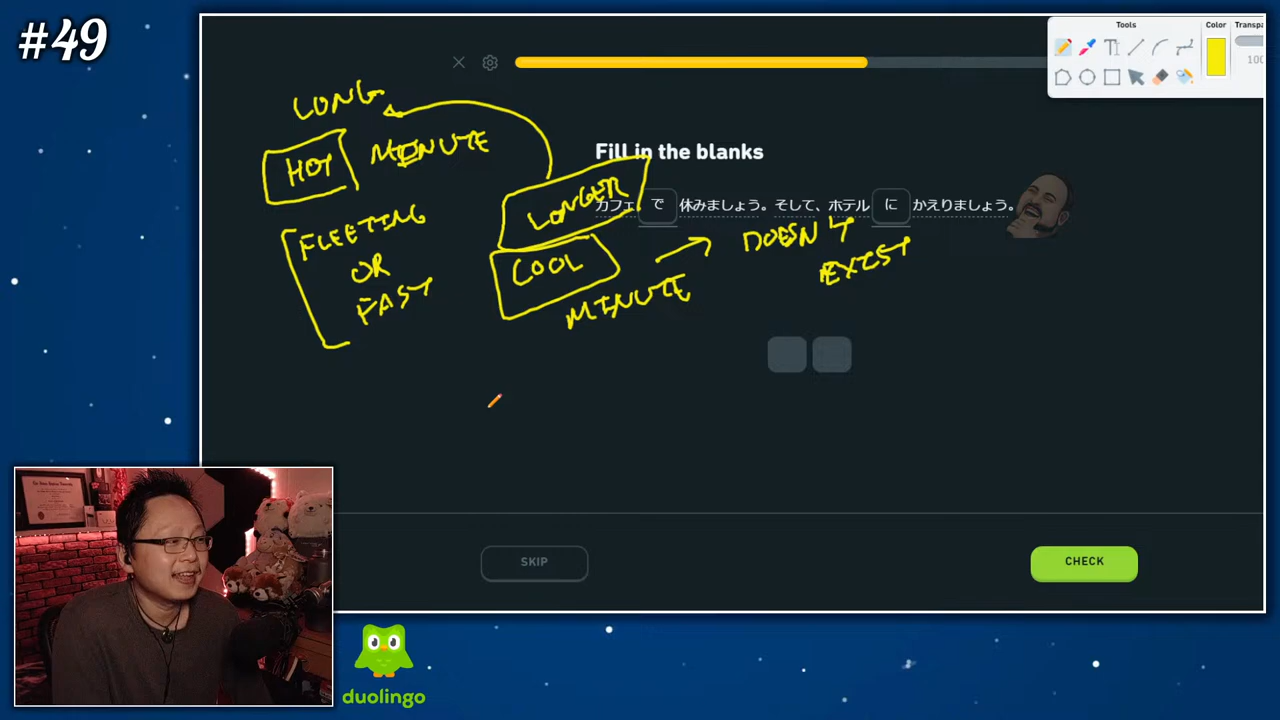 #49
Tools
Color
Transpa
100
LONG
HOT MINUTE
FLEETING
OR
FAST
LONGER
COOL
MINUTE
DOESN'T
EXIST
Fill in the blanks
カフェ で 休みましょう。そして、ホテル に かえりましょう。
SKIP
CHECK
duolingo